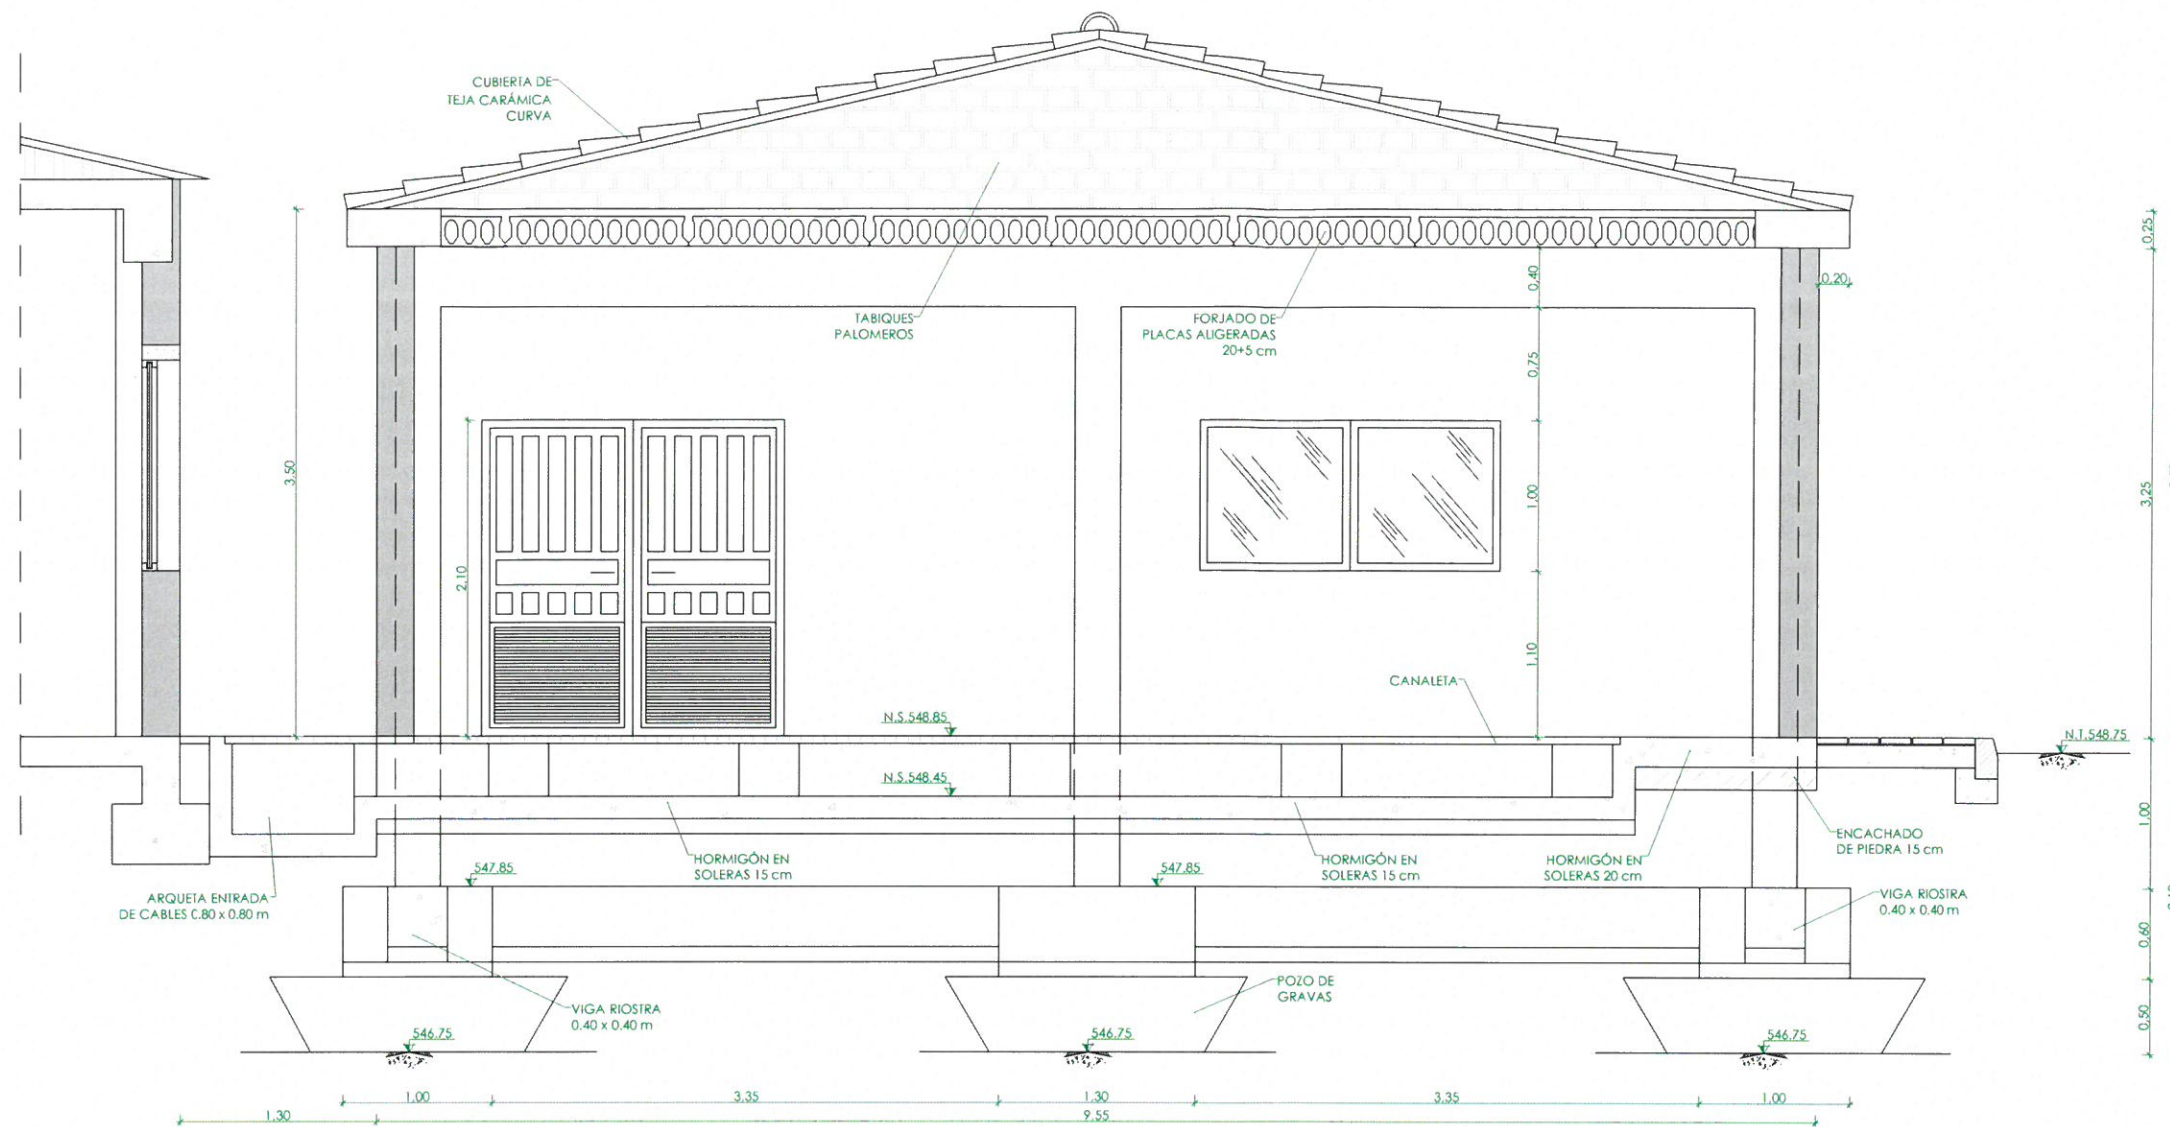 CUBIERTA DE
TEJA CARÁMICA
CURVA
TABIQUES
PALOMEROS
FORJADO DE
PLACAS ALIGERADAS
20+5 cm
0,25
0,40
0,20
0,75
3,50
3,25
1,00
2,10
1,10
CANALETA
N.S.548.85
N.T.548.75
N.S.548.45
1,00
HORMIGÓN EN
SOLERAS 15 cm
HORMIGÓN EN
SOLERAS 15 cm
HORMIGÓN EN
SOLERAS 20 cm
ENCACHADO
DE PIEDRA 15 cm
547.85
547.85
ARQUETA ENTRADA
DE CABLES 0.80 x 0.80 m
VIGA RIOSTRA
0.40 x 0.40 m
0,60
VIGA RIOSTRA
0.40 x 0.40 m
POZO DE
GRAVAS
0,50
546.75
546.75
546.75
1,00
3,35
1,30
3,35
1,00
1,30
9,55